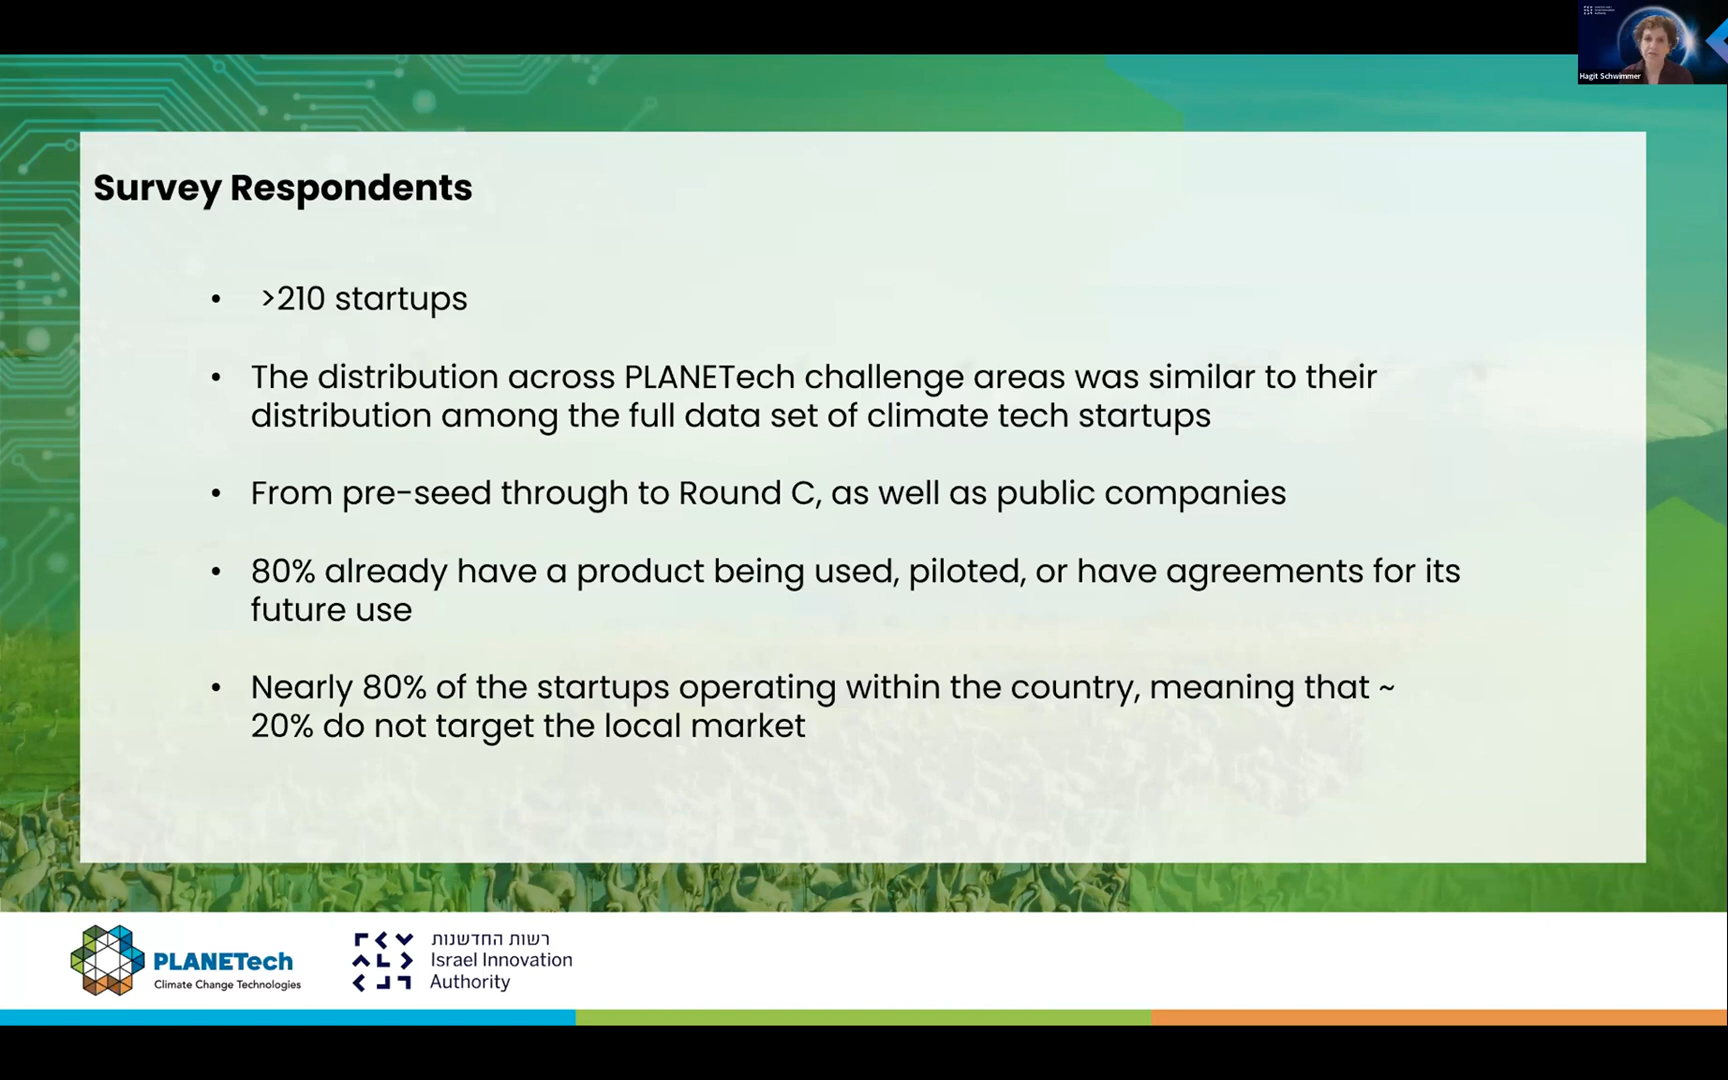 Hagit Schwimmer
Survey Respondents
• >210 startups
• The distribution across PLANETech challenge areas was similar to their
distribution among the full data set of climate tech startups
• From pre-seed through to Round C, as well as public companies
• 80% already have a product being used, piloted, or have agreements for its
future use
• Nearly 80% of the startups operating within the country, meaning that ~
20% do not target the local market
PLANETech
Climate Change Technologies
רשות החדשנות
Israel Innovation
Authority